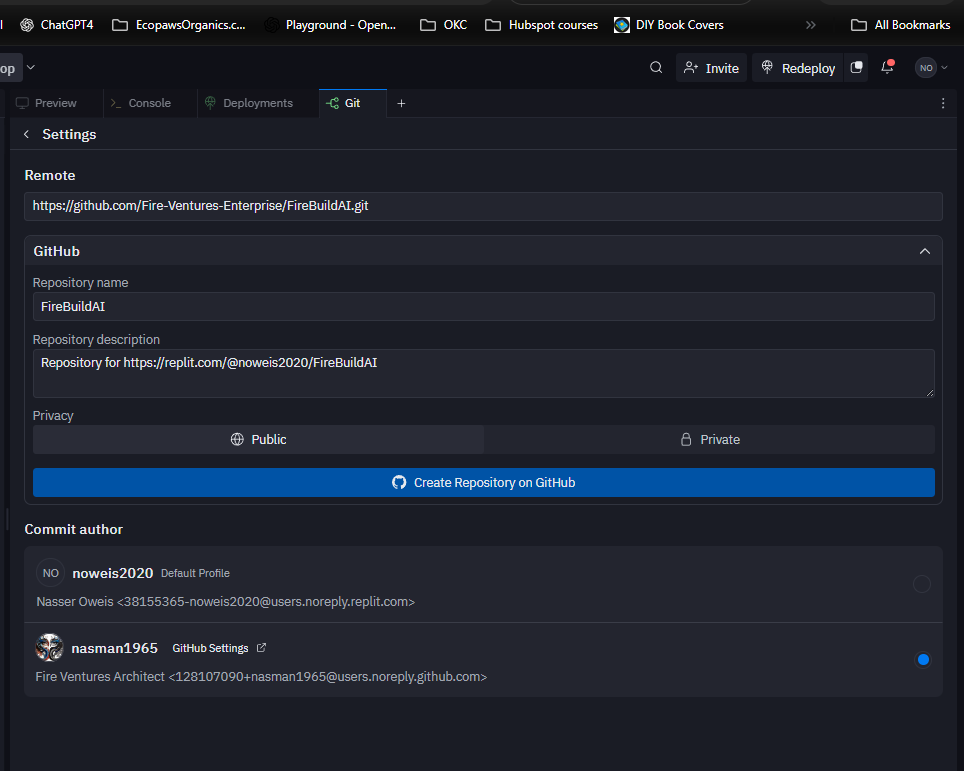 ChatGPT4 EcopawsOrganics.c... Playground - Open... OKC Hubspot courses DIY Book Covers All Bookmarks
op Invite Redeploy NO
Preview Console Deployments Git
Settings
Remote
https://github.com/Fire-Ventures-Enterprise/FireBuildAI.git
GitHub
Repository name
FireBuildAI
Repository description
Repository for https://replit.com/@noweis2020/FireBuildAI
Privacy
Public Private
Create Repository on GitHub
Commit author
NO noweis2020 Default Profile
Nasser Oweis <38155365-noweis2020@users.noreply.replit.com>
nasman1965 GitHub Settings
Fire Ventures Architect <128107090+nasman1965@users.noreply.github.com>